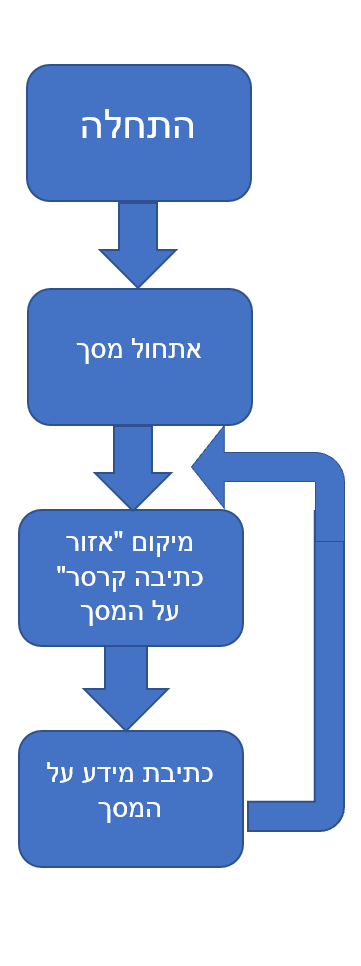 התחלה
אתחול מסך
מיקום "אזור
כתיבה קרסר"
על המסך
כתיבת מידע על
המסך